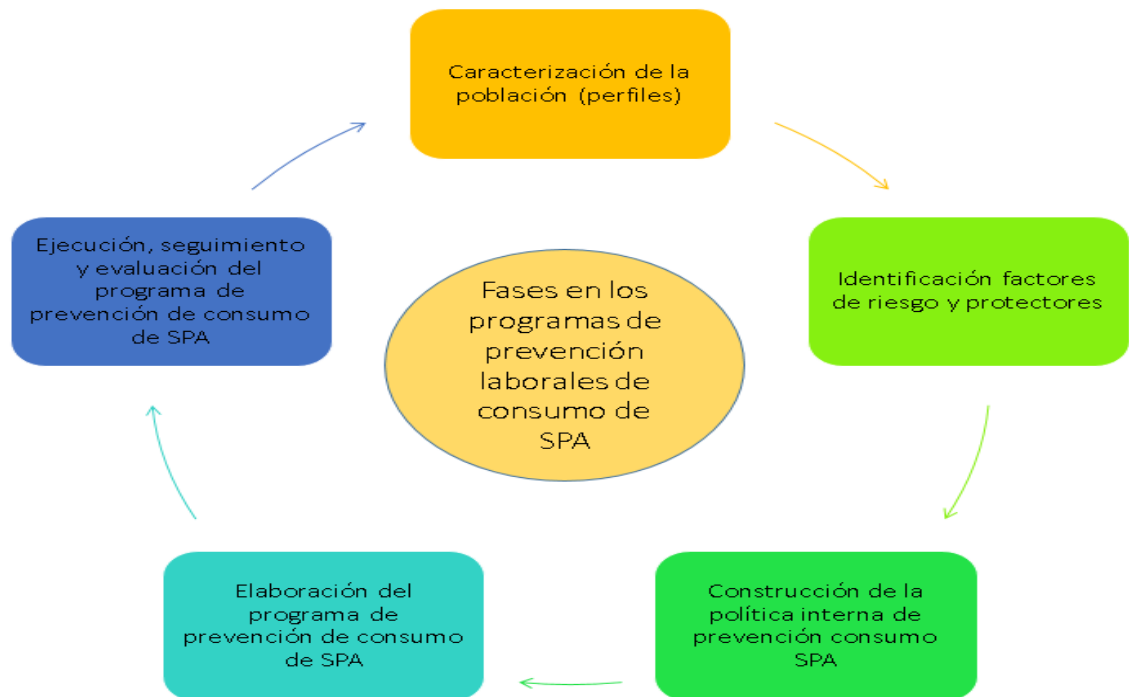 Caracterización de la
población (perfiles)
Identificación factores
de riesgo y protectores
Construcción de la
política interna de
prevención consumo
SPA
Elaboración del
programa de
prevención de consumo
de SPA
Ejecución, seguimiento
y evaluación del
programa de
prevención de consumo
de SPA
Fases en los
programas de
prevención
laborales de
consumo de
SPA